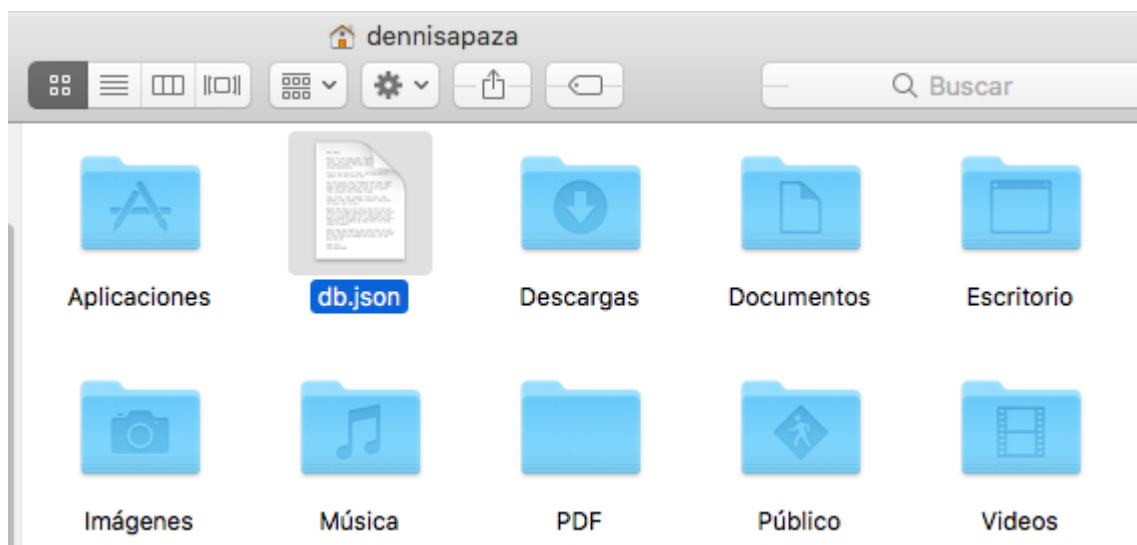 dennisapaza
Buscar
Aplicaciones
db.json
Descargas
Documentos
Escritorio
Imágenes
Música
PDF
Público
Videos